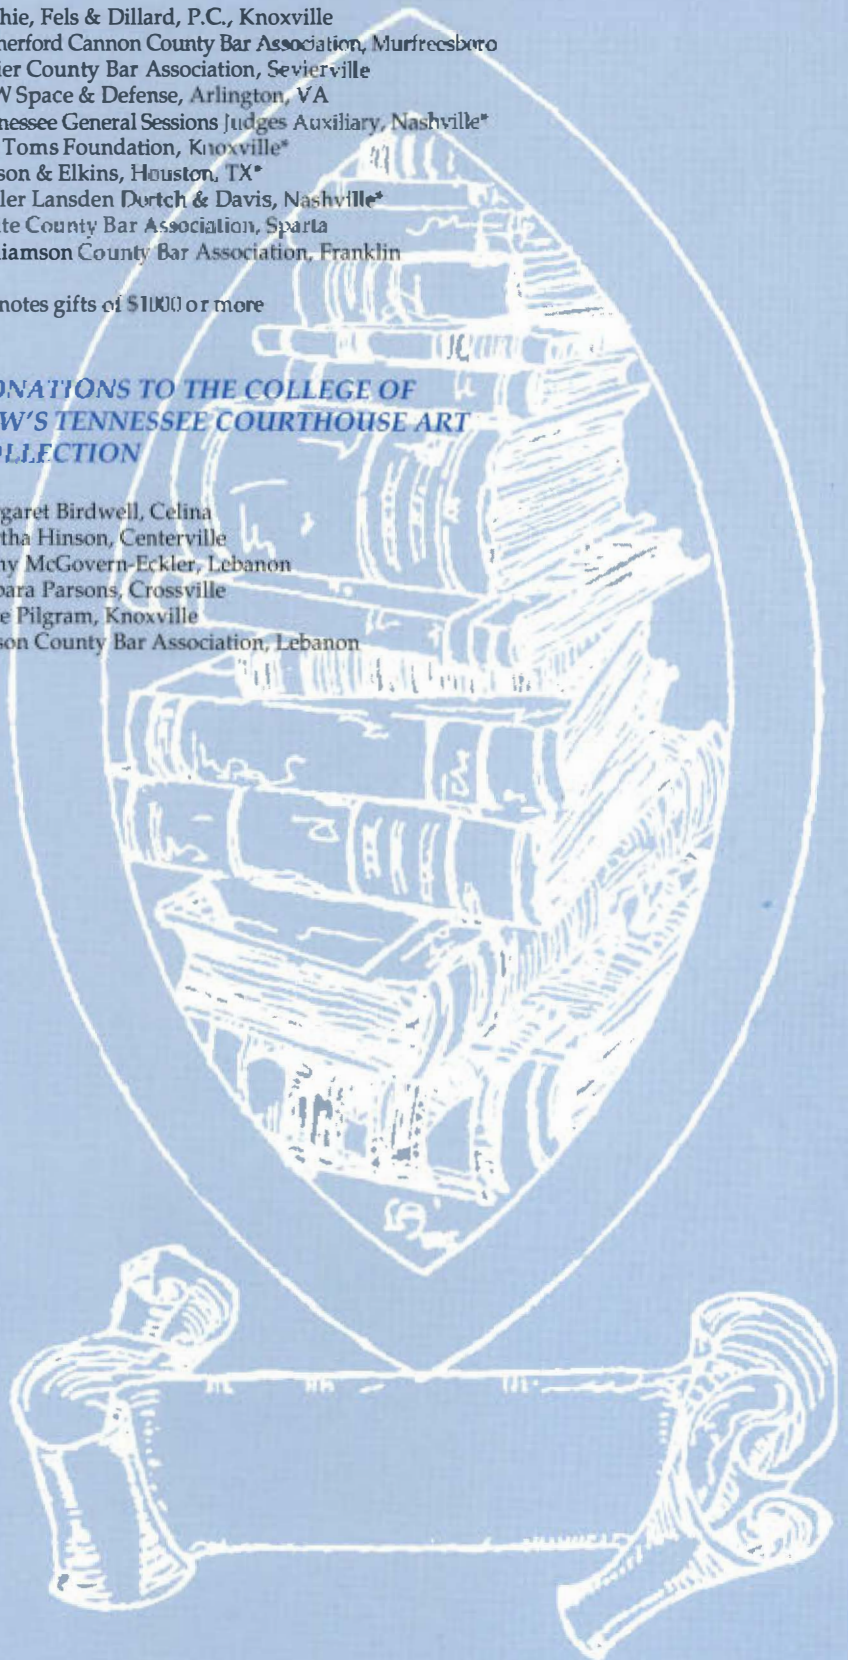 hie, Fels & Dillard, P.C., Knoxville
herford Cannon County Bar Association, Murfreesboro
ier County Bar Association, Sevierville
W Space & Defense, Arlington, VA
nessee General Sessions Judges Auxiliary, Nashville*
Toms Foundation, Knoxville*
son & Elkins, Houston, TX*
ler Lansden Dortch & Davis, Nashville*
te County Bar Association, Sparta
iamson County Bar Association, Franklin
notes gifts of $1000 or more
ONATIONS TO THE COLLEGE OF
W'S TENNESSEE COURTHOUSE ART
OLLECTION
garet Birdwell, Celina
tha Hinson, Centerville
ny McGovern-Eckler, Lebanon
bara Parsons, Crossville
e Pilgram, Knoxville
son County Bar Association, Lebanon